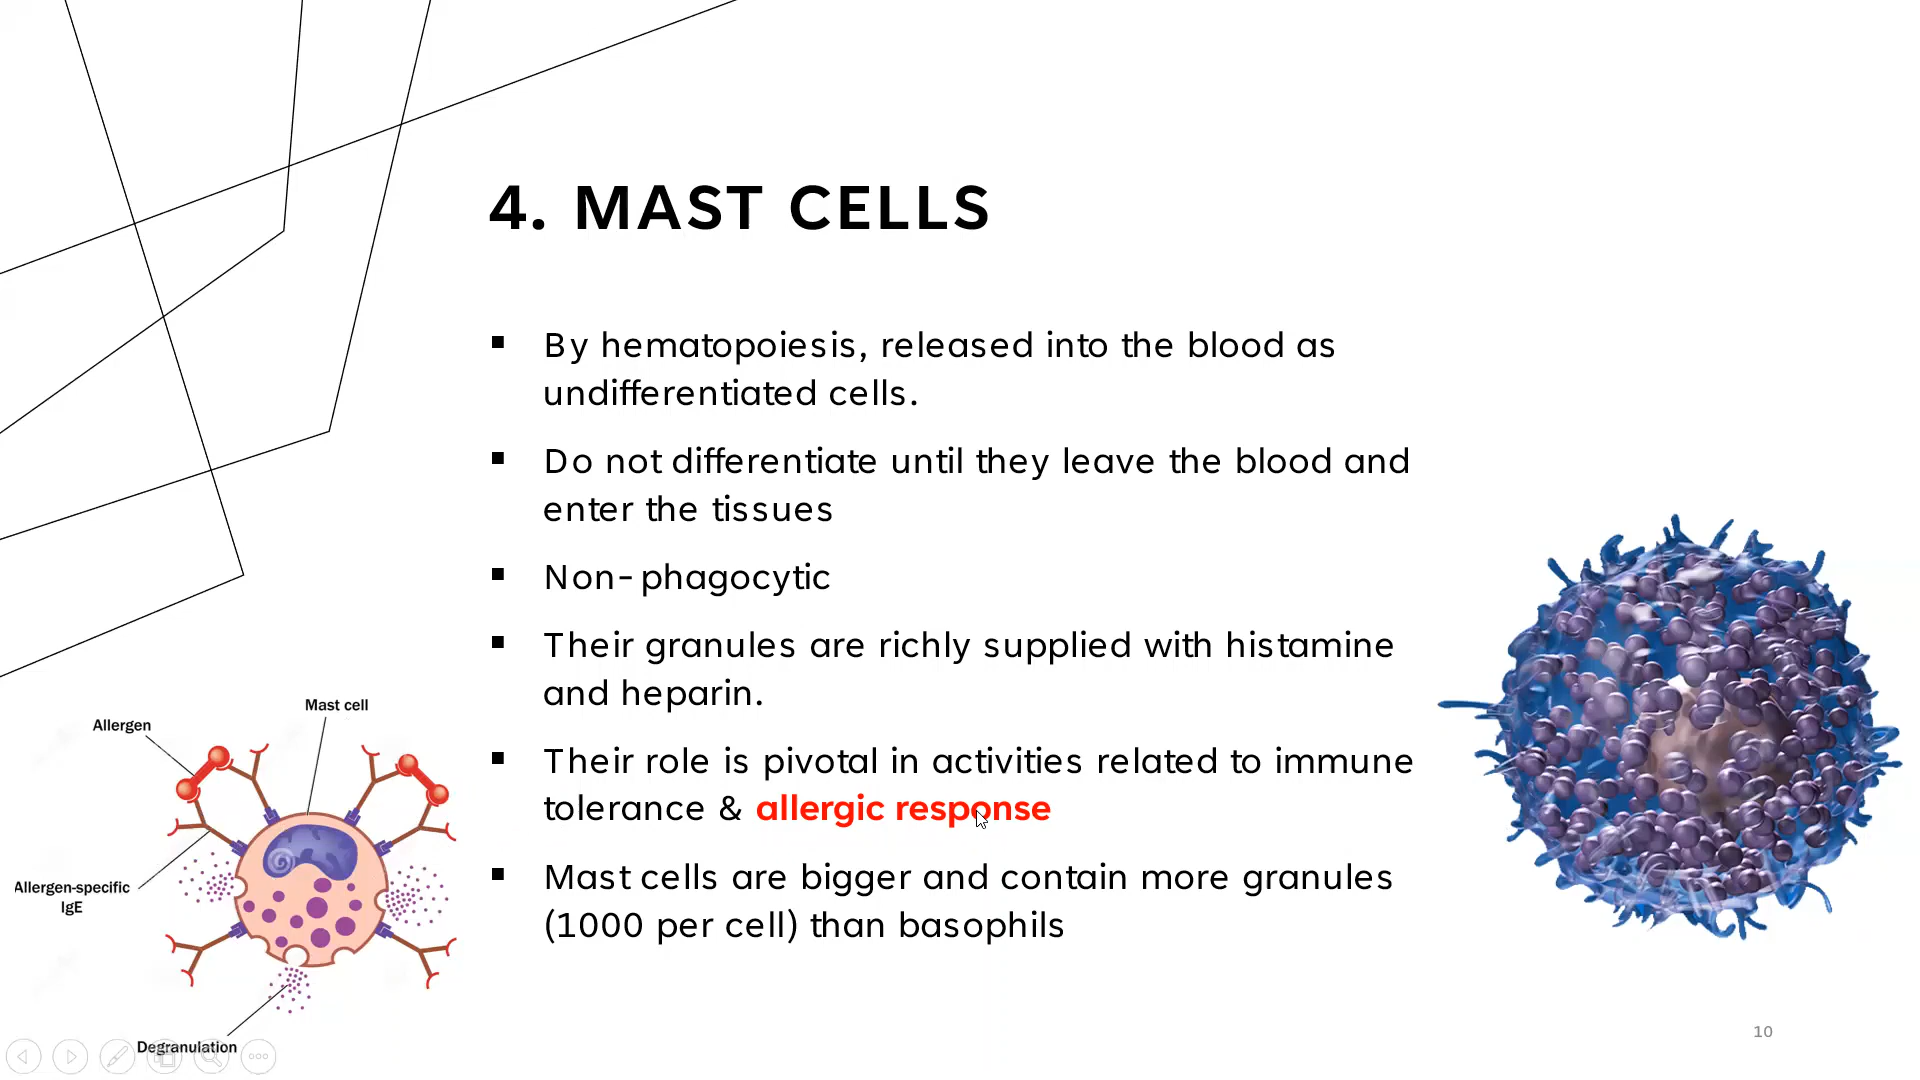 4. MAST CELLS
▪ By hematopoiesis, released into the blood as
undifferentiated cells.
▪ Do not differentiate until they leave the blood and
enter the tissues
▪ Non-phagocytic
▪ Their granules are richly supplied with histamine
and heparin.
▪ Their role is pivotal in activities related to immune
tolerance & allergic response
▪ Mast cells are bigger and contain more granules
(1000 per cell) than basophils
Mast cell
Allergen
Allergen-specific
IgE
Degranulation
10